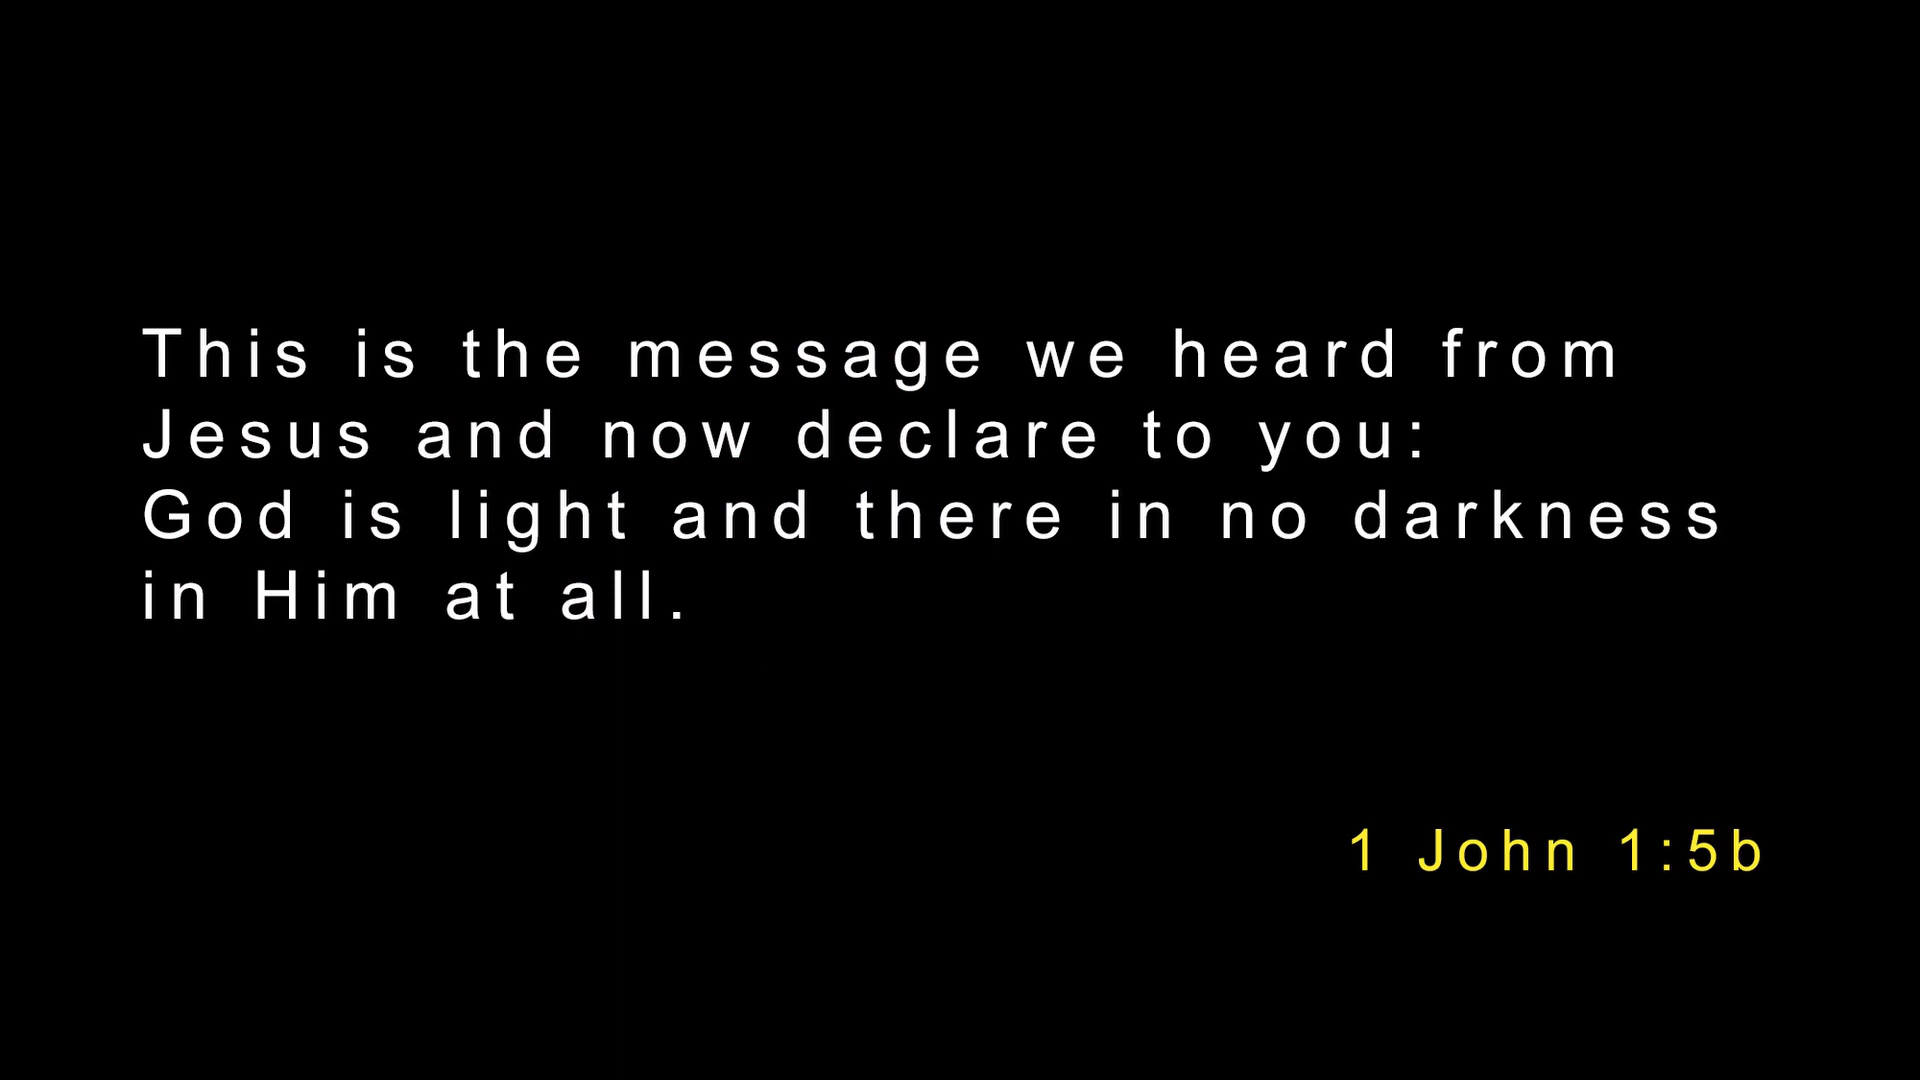 This is the message we heard from
Jesus and now declare to you:
God is light and there in no darkness
in Him at all.
1 John 1:5b